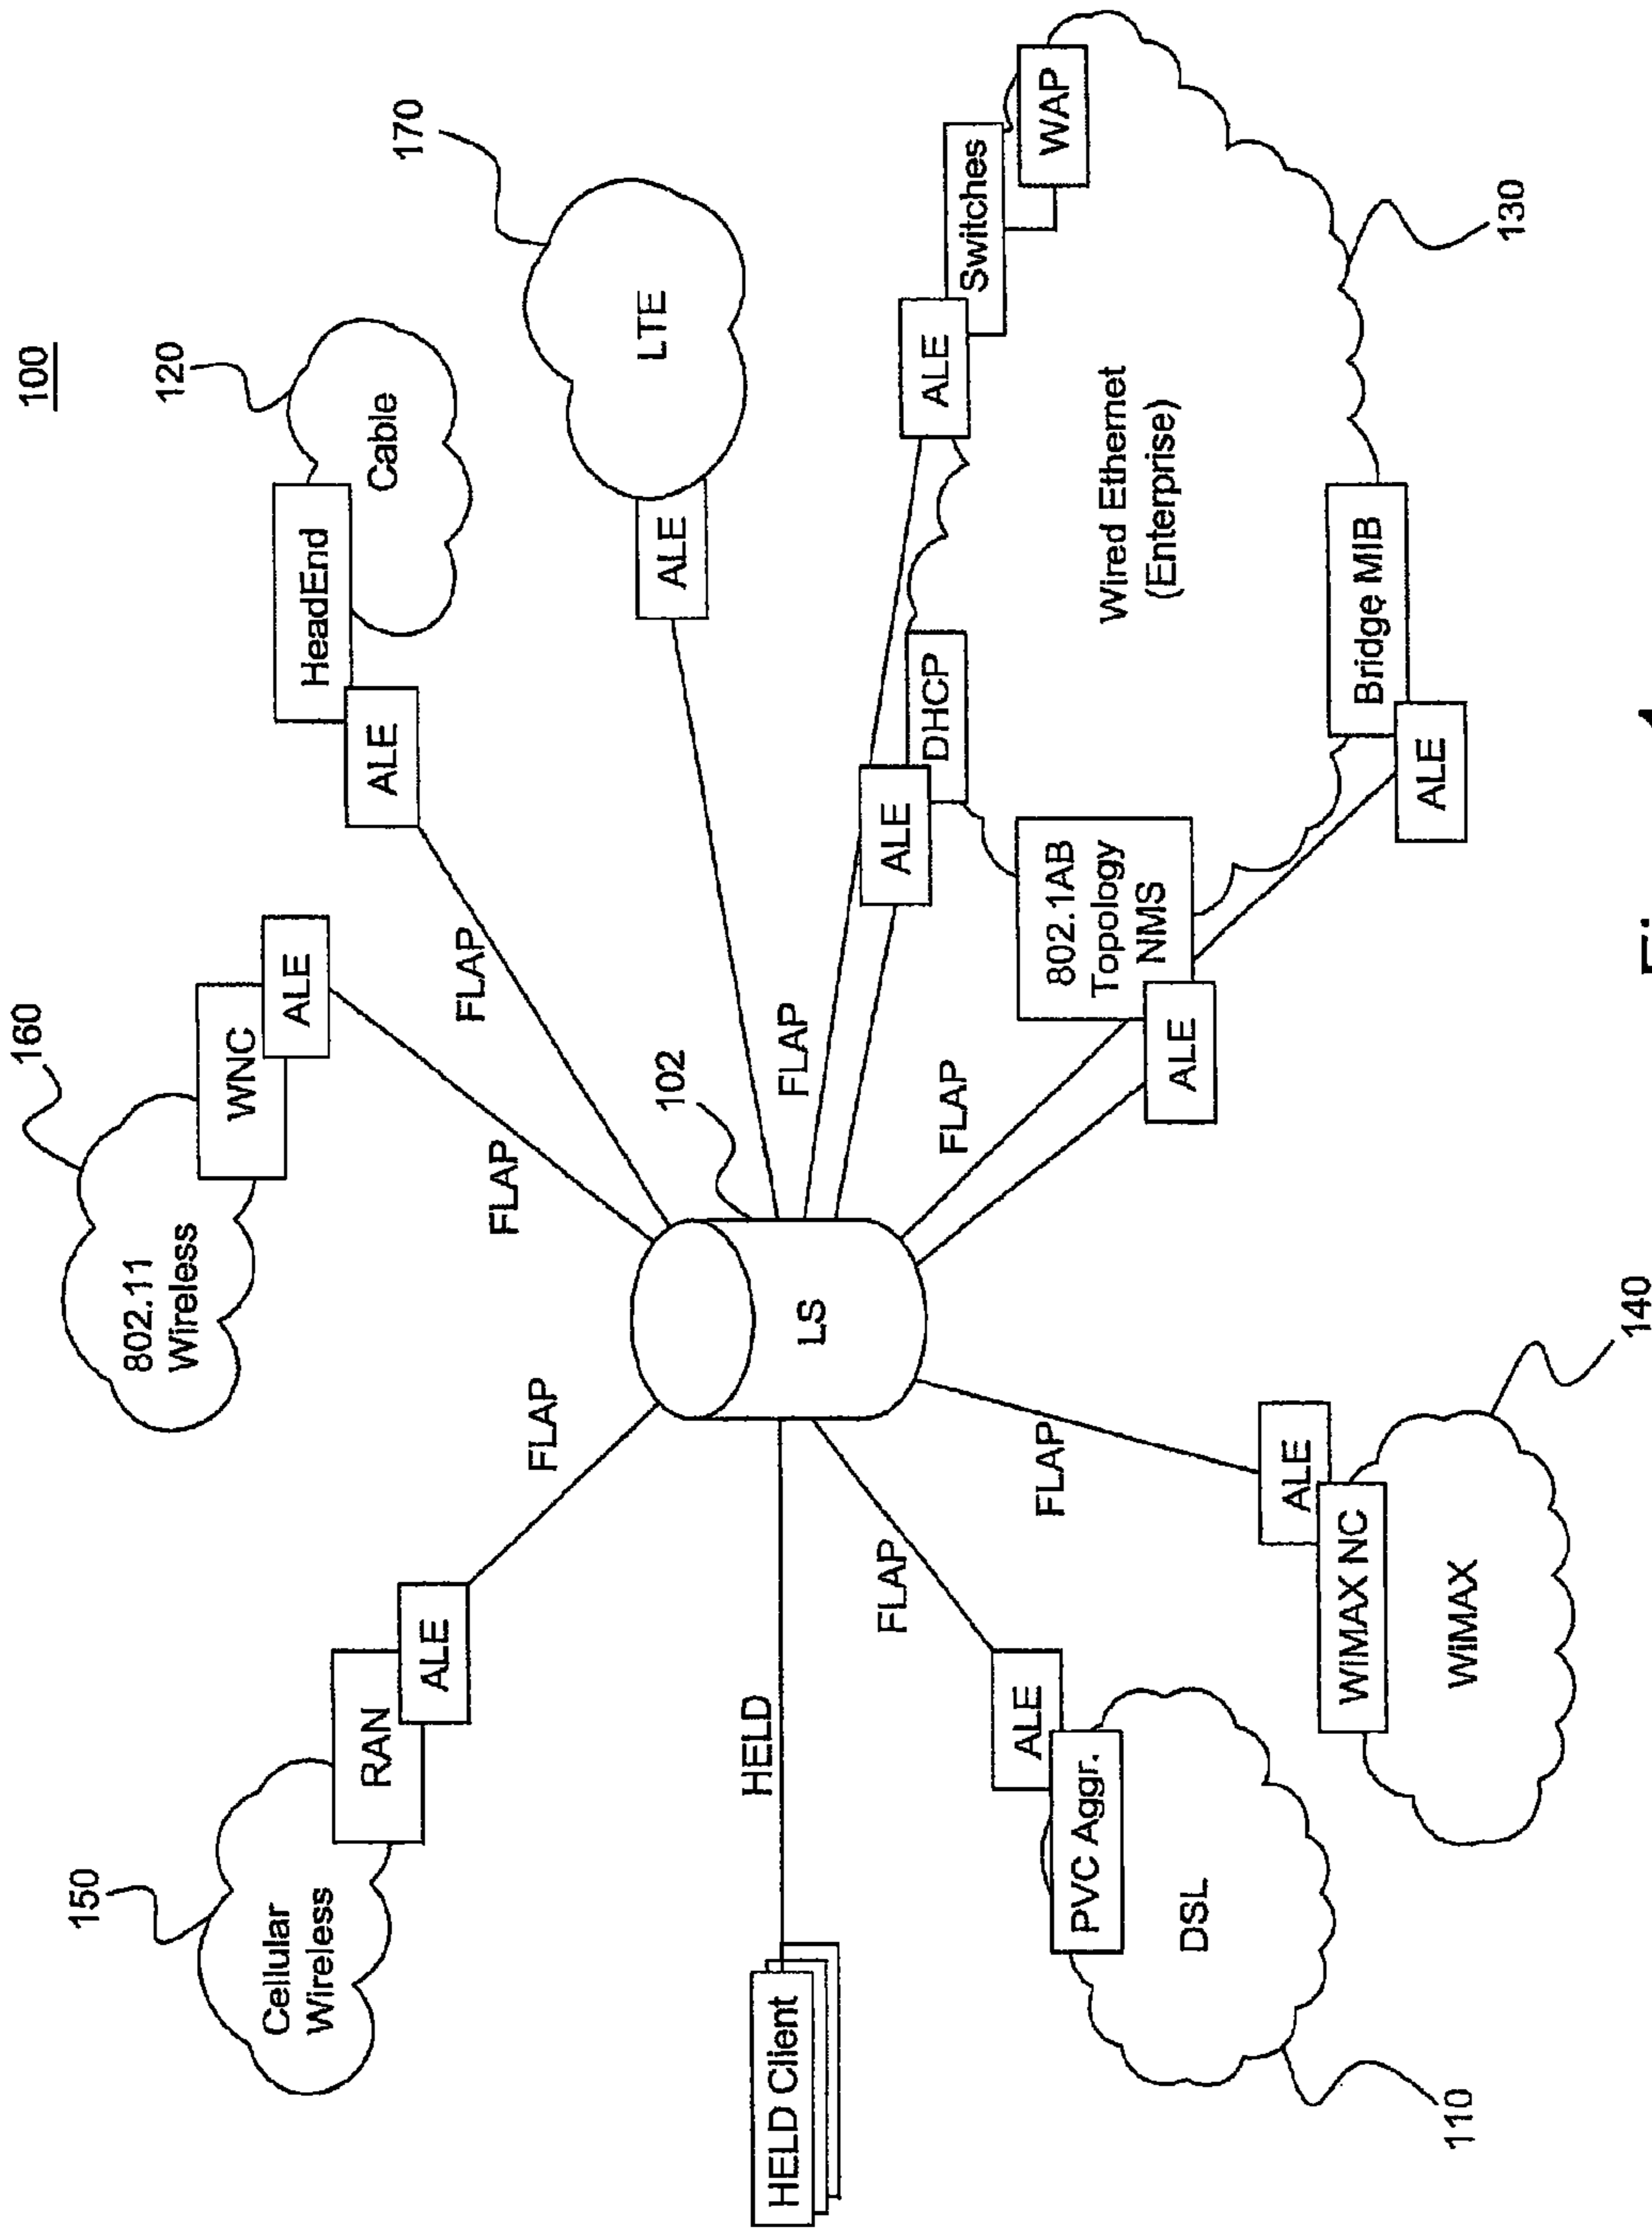 100
150
Cellular
Wireless
RAN
ALE
FLAP
160
802.11
Wireless
WNC
ALE
FLAP
120
HeadEnd
Cable
ALE
FLAP
170
LTE
ALE
HELD Client
HELD
102
LS
FLAP
FLAP
FLAP
FLAP
ALE
PVC Aggr.
DSL
110
ALE
WiMAX NC
WiMAX
140
ALE
DHCP
ALE
Switches
WAP
802.1AB
Topology
NMS
ALE
Wired Ethernet
(Enterprise)
Bridge MIB
ALE
130